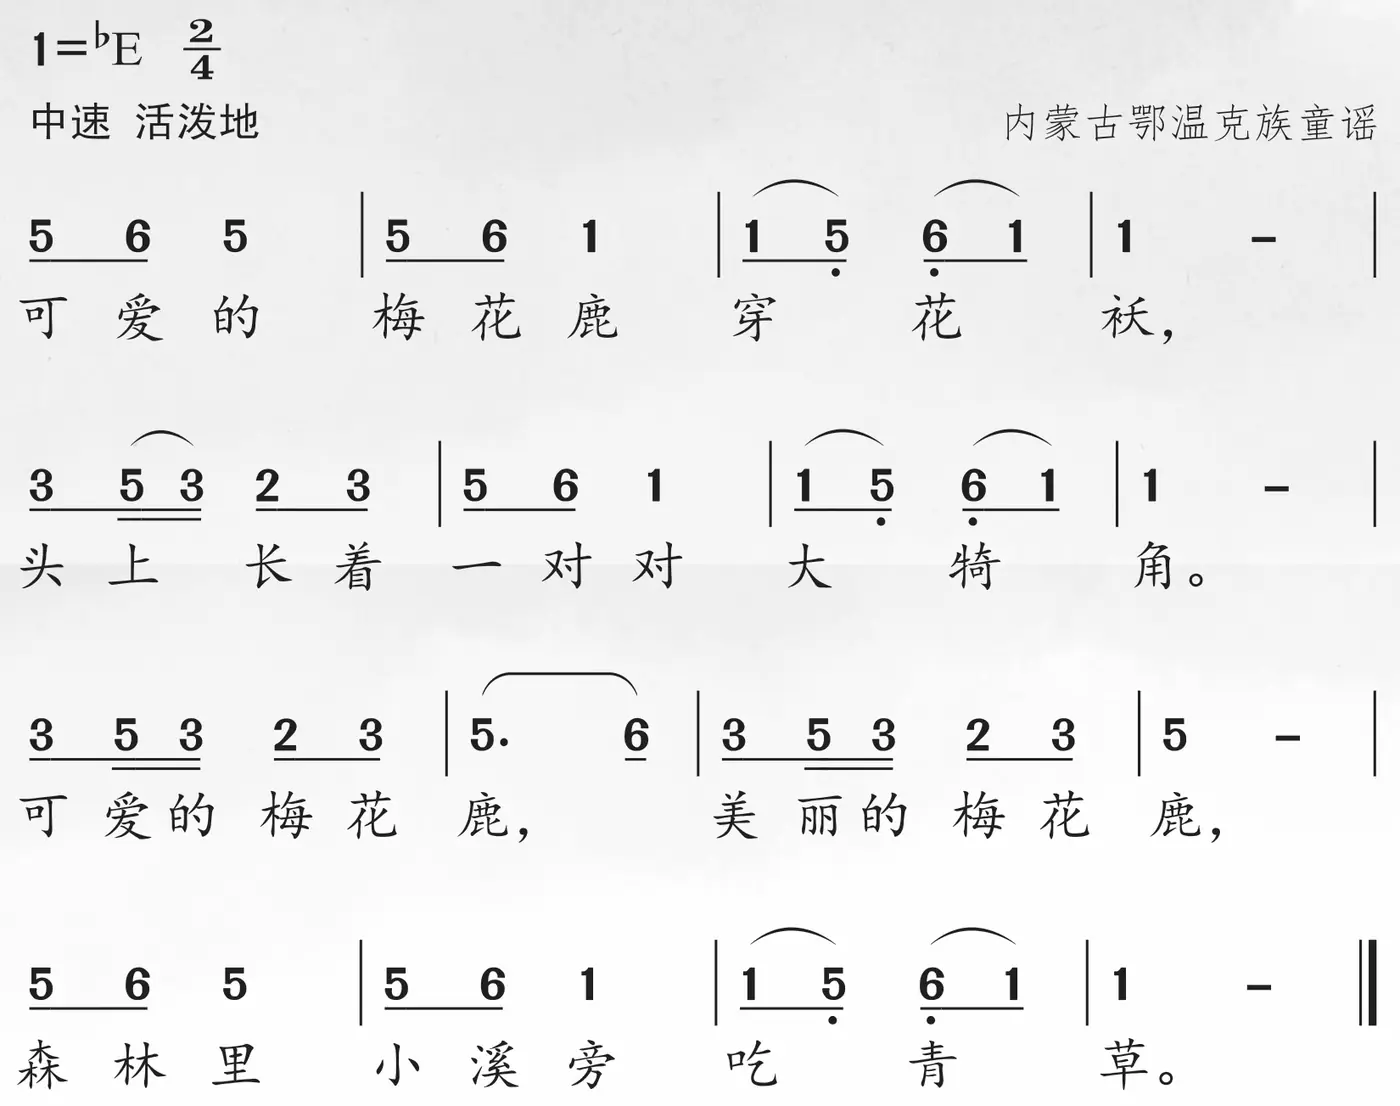 1=♭E 2/4
中速 活泼地 内蒙古鄂温克族童谣
5 6 5 | 5 6 1 | 1 5̣ 6̣ 1 | 1 – |
可爱的 梅花鹿 穿花袄，
3 5 3 2 3 | 5 6 1 | 1 5̣ 6̣ 1 | 1 – |
头上长着一对对大犄角。
3 5 3 2 3 | 5. 6 | 3 5 3 2 3 | 5 – |
可爱的梅花鹿，美丽的梅花鹿，
5 6 5 | 5 6 1 | 1 5̣ 6̣ 1 | 1 – ‖
森林里 小溪旁 吃青草。